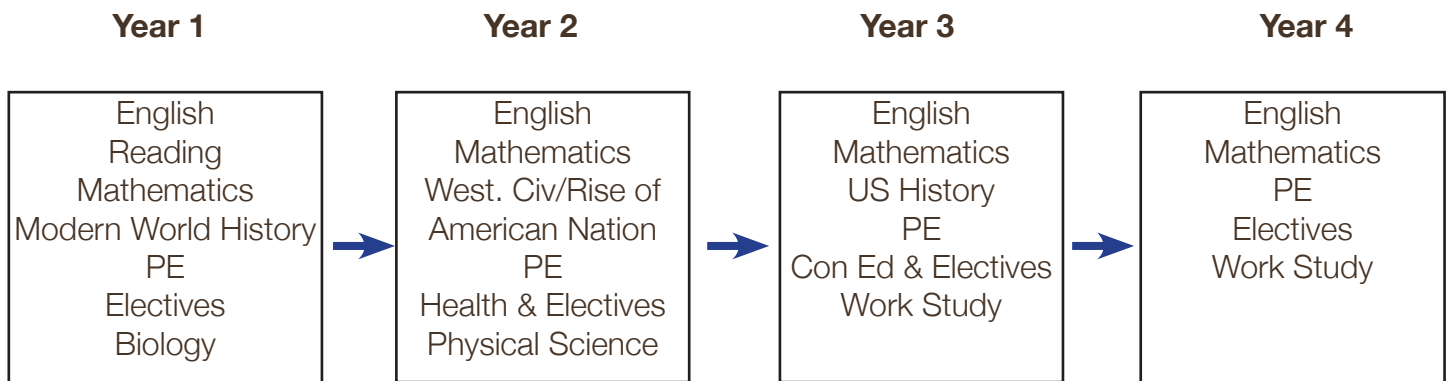 Year 1
English
Reading
Mathematics
Modern World History
PE
Electives
Biology
Year 2
English
Mathematics
West. Civ/Rise of
American Nation
PE
Health & Electives
Physical Science
Year 3
English
Mathematics
US History
PE
Con Ed & Electives
Work Study
Year 4
English
Mathematics
PE
Electives
Work Study